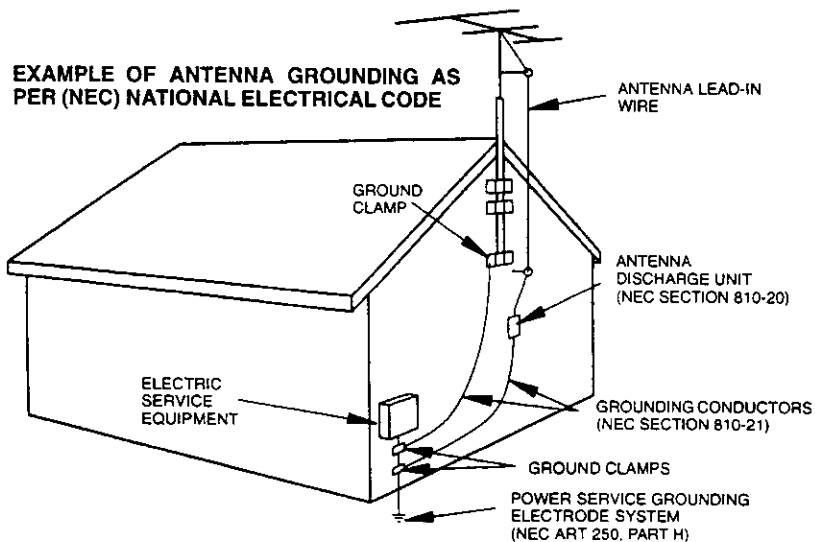 EXAMPLE OF ANTENNA GROUNDING AS
PER (NEC) NATIONAL ELECTRICAL CODE
ANTENNA LEAD-IN
WIRE
GROUND
CLAMP
ANTENNA
DISCHARGE UNIT
(NEC SECTION 810-20)
ELECTRIC
SERVICE
EQUIPMENT
GROUNDING CONDUCTORS
(NEC SECTION 810-21)
GROUND CLAMPS
POWER SERVICE GROUNDING
ELECTRODE SYSTEM
(NEC ART 250, PART H)